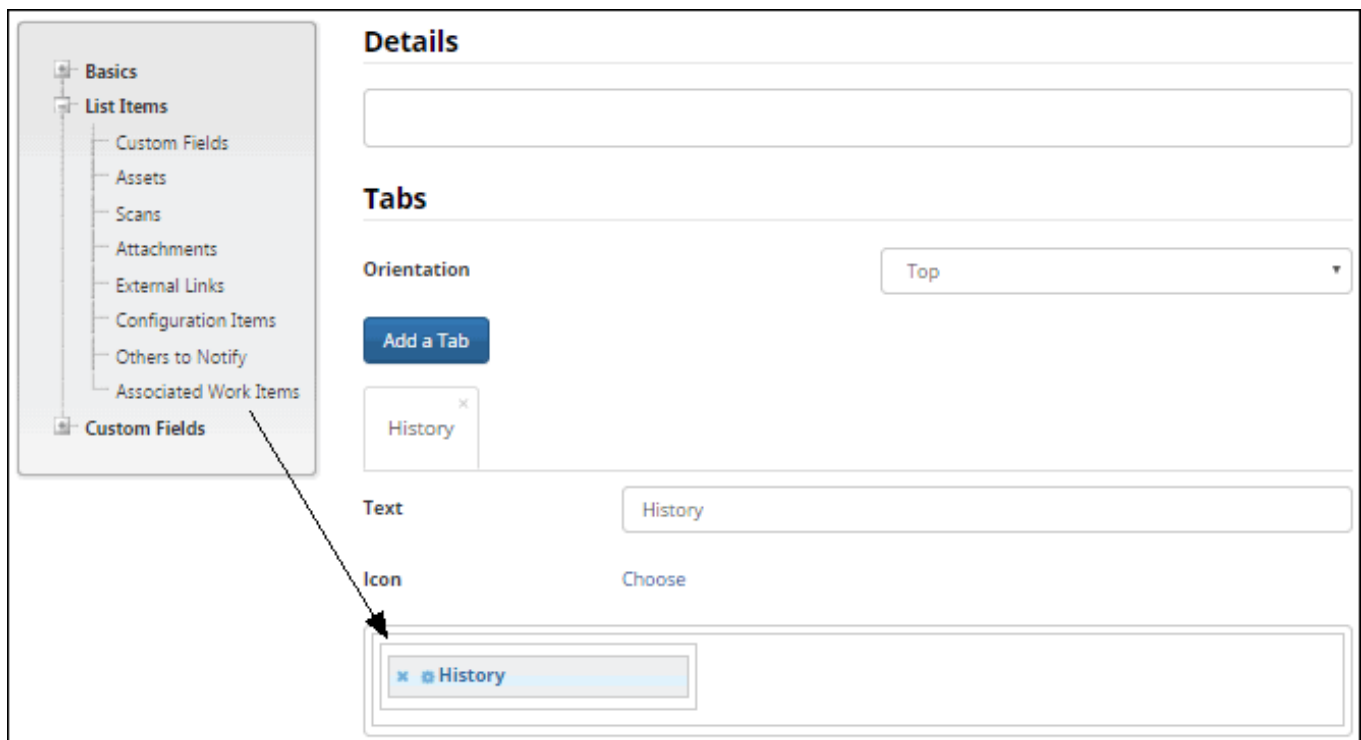 Basics
List Items
Custom Fields
Assets
Scans
Attachments
External Links
Configuration Items
Others to Notify
Associated Work Items
Custom Fields
Details
Tabs
Orientation
Top
Add a Tab
History
Text
History
Icon
Choose
History